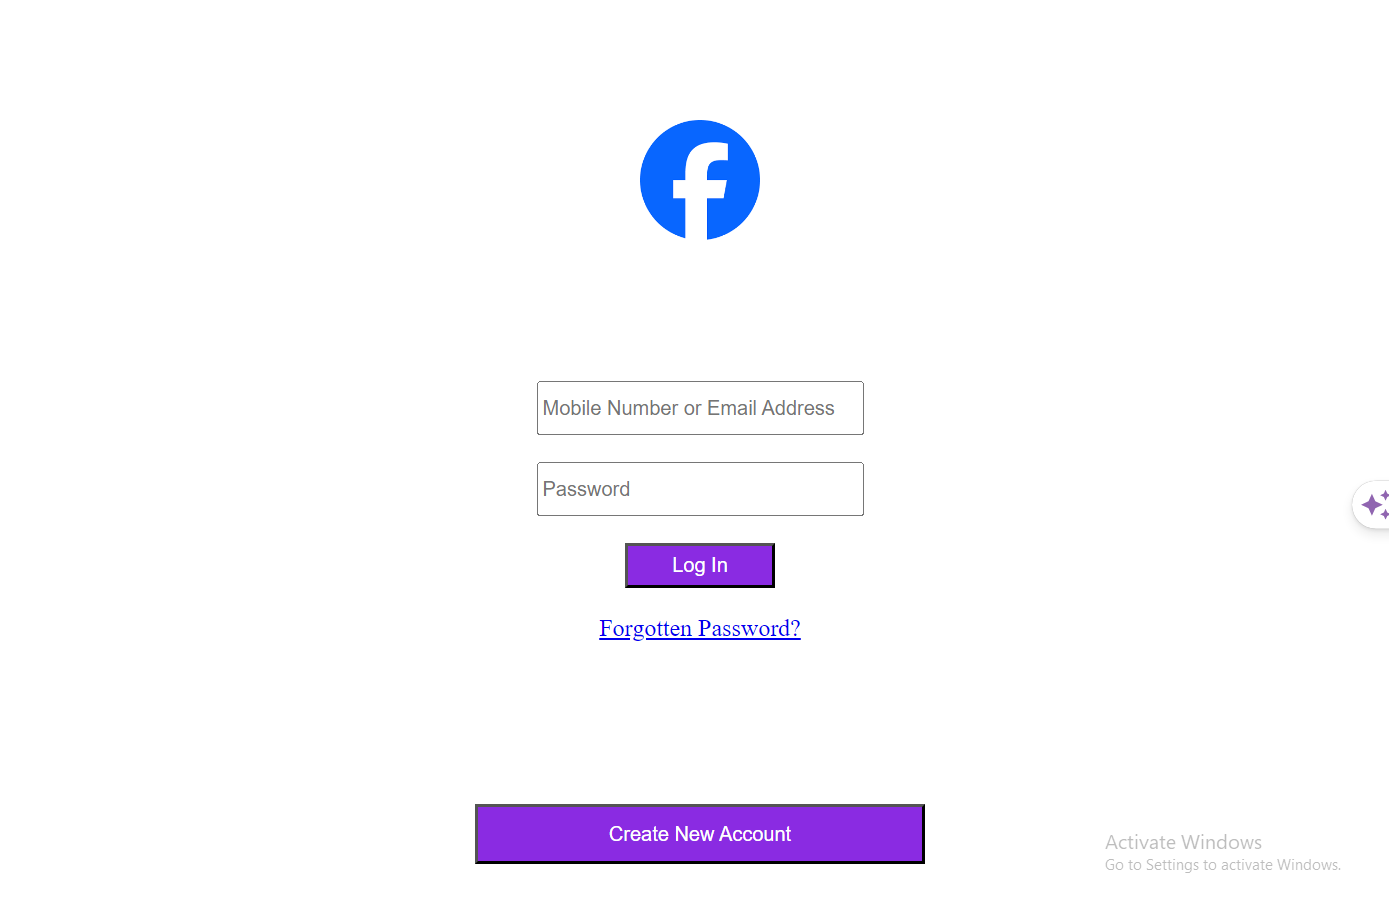 Mobile Number or Email Address
Password
Log In
Forgotten Password?
Create New Account
Activate Windows
Go to Settings to activate Windows.